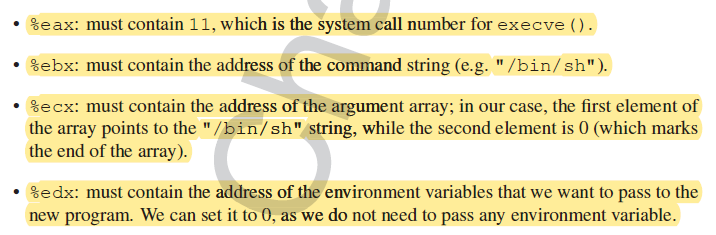 • %eax: must contain 11, which is the system call number for execve().
• %ebx: must contain the address of the command string (e.g. "/bin/sh").
• %ecx: must contain the address of the argument array; in our case, the first element of
the array points to the "/bin/sh" string, while the second element is 0 (which marks
the end of the array).
• %edx: must contain the address of the environment variables that we want to pass to the
new program. We can set it to 0, as we do not need to pass any environment variable.
Cha